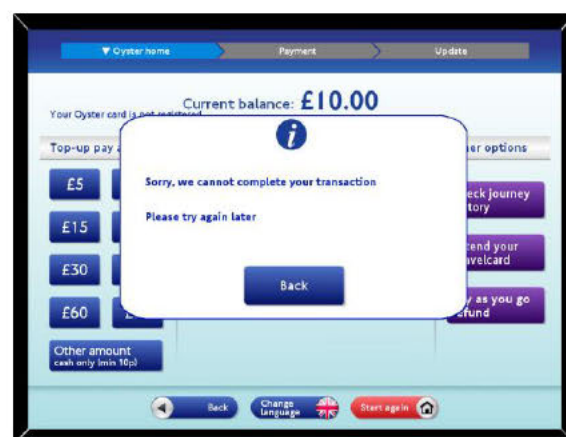 Oyster home
Payment
Update
Current balance: £10.00
Your Oyster card is not registered
Top-up pay
er options
£5
£15
£30
£60
Sorry, we cannot complete your transaction
Please try again later
Back
eck journey
tory
tend your
avelcard
as you go
fund
Other amount
cash only (min 10p)
Back
Change
language
Start again